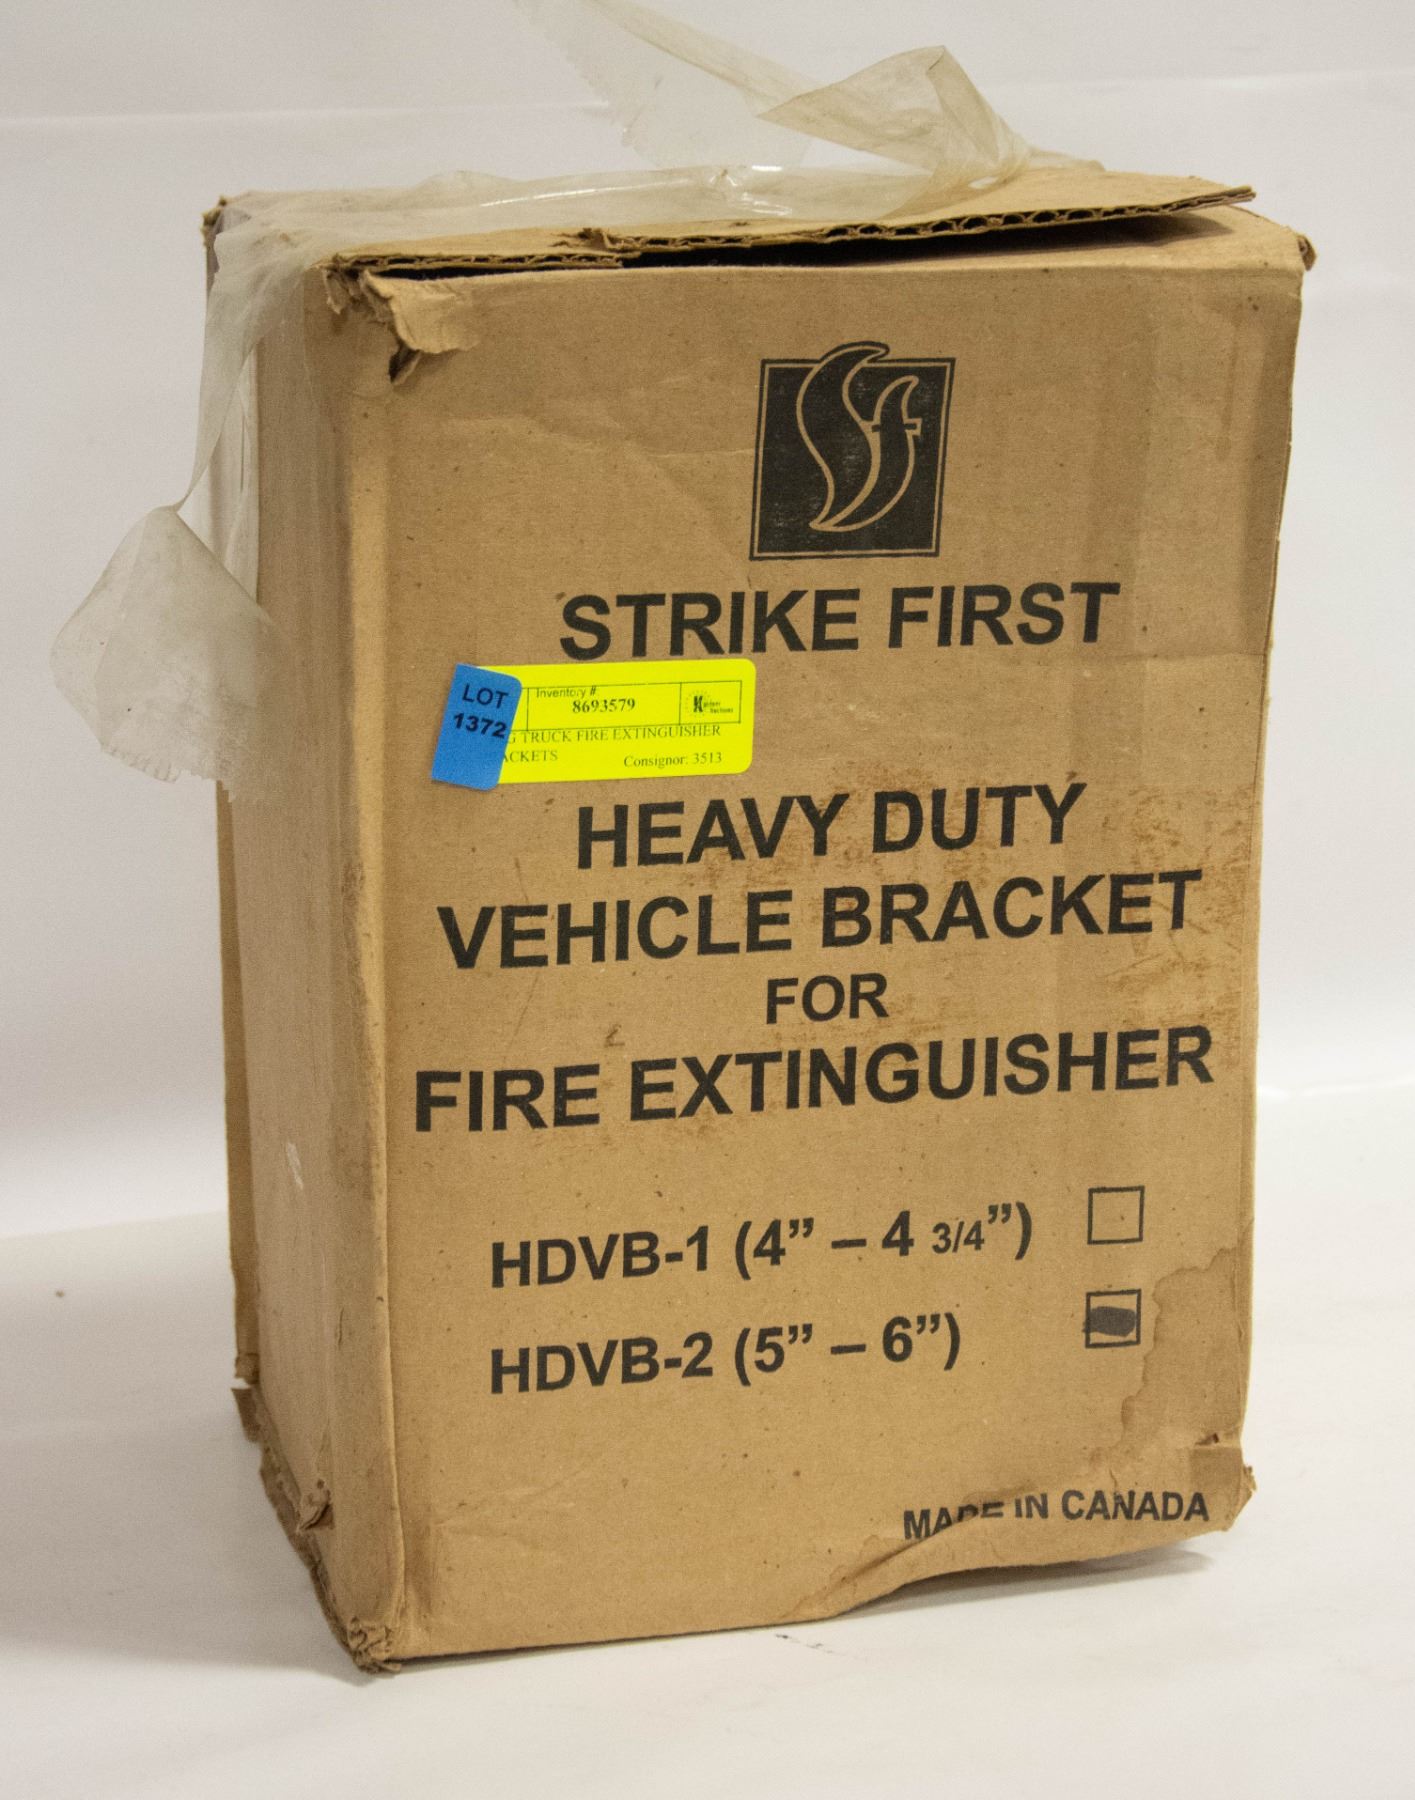 Sf
STRIKE FIRST
LOT
1372
Inventory #
8693579
TRUCK FIRE EXTINGUISHER
Consignor: 3513
HEAVY DUTY
VEHICLE BRACKET
FOR
FIRE EXTINGUISHER
HDVB-1 (4” – 4 3/4”)
HDVB-2 (5” – 6”)
MADE IN CANADA